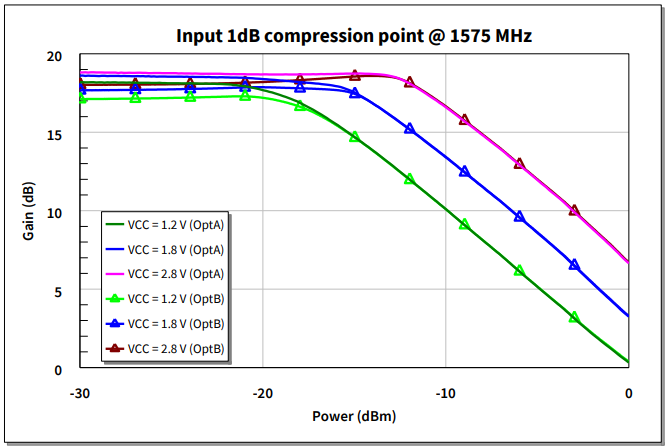 Input 1dB compression point @ 1575 MHz
20
15
10
5
0
Gain (dB)
VCC = 1.2 V (OptA)
VCC = 1.8 V (OptA)
VCC = 2.8 V (OptA)
VCC = 1.2 V (OptB)
VCC = 1.8 V (OptB)
VCC = 2.8 V (OptB)
-30 -20 -10 0
Power (dBm)